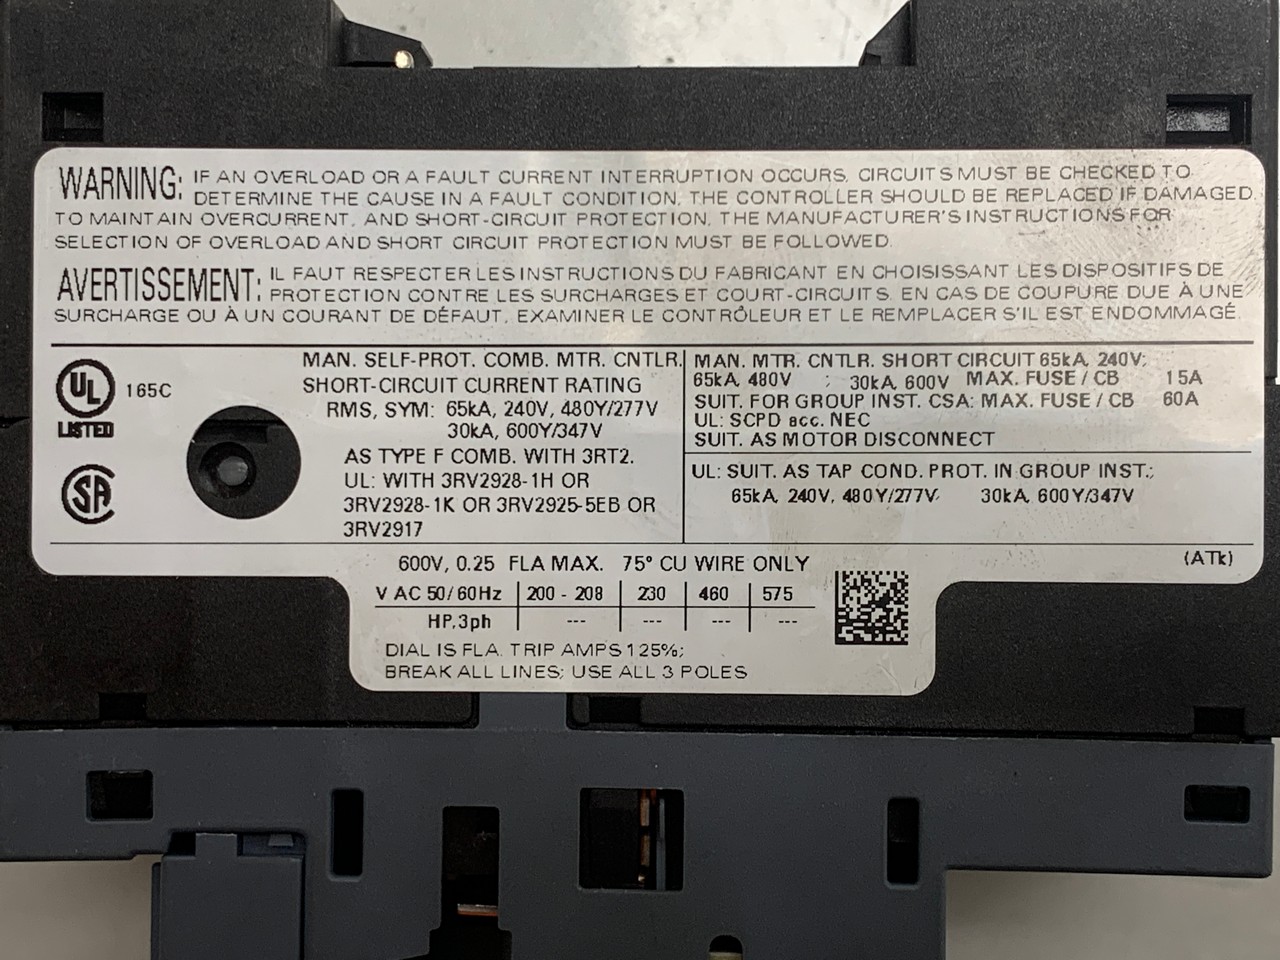 WARNING: IF AN OVERLOAD OR A FAULT CURRENT INTERRUPTION OCCURS, CIRCUITS MUST BE CHECKED TO
DETERMINE THE CAUSE IN A FAULT CONDITION, THE CONTROLLER SHOULD BE REPLACED IF DAMAGED.
TO MAINTAIN OVERCURRENT, AND SHORT-CIRCUIT PROTECTION, THE MANUFACTURER'S INSTRUCTIONS FOR
SELECTION OF OVERLOAD AND SHORT CIRCUIT PROTECTION MUST BE FOLLOWED.
AVERTISSEMENT: IL FAUT RESPECTER LES INSTRUCTIONS DU FABRICANT EN CHOISISSANT LES DISPOSITIFS DE
PROTECTION CONTRE LES SURCHARGES ET COURT-CIRCUITS. EN CAS DE COUPURE DUE À UNE
SURCHARGE OU À UN COURANT DE DÉFAUT, EXAMINER LE CONTRÔLEUR ET LE REMPLACER S'IL EST ENDOMMAGÉ.
UL
LISTED
165C
SA
MAN. SELF-PROT. COMB. MTR. CNTLR.
SHORT-CIRCUIT CURRENT RATING
RMS, SYM: 65kA, 240V, 480Y/277V
30kA, 600Y/347V
AS TYPE F COMB. WITH 3RT2.
UL: WITH 3RV2928-1H OR
3RV2928-1K OR 3RV2925-5EB OR
3RV2917
MAN. MTR. CNTLR. SHORT CIRCUIT 65kA, 240V;
65kA, 480V ; 30kA, 600V MAX. FUSE / CB 15A
SUIT. FOR GROUP INST. CSA: MAX. FUSE / CB 60A
UL: SCPD acc. NEC
SUIT. AS MOTOR DISCONNECT
UL: SUIT. AS TAP COND. PROT. IN GROUP INST.;
65kA, 240V, 480Y/277V 30kA, 600Y/347V
600V, 0.25 FLA MAX. 75° CU WIRE ONLY
(ATk)
V AC 50/60Hz 200 - 208 230 460 575
HP,3ph --- --- --- ---
DIAL IS FLA. TRIP AMPS 125%;
BREAK ALL LINES; USE ALL 3 POLES